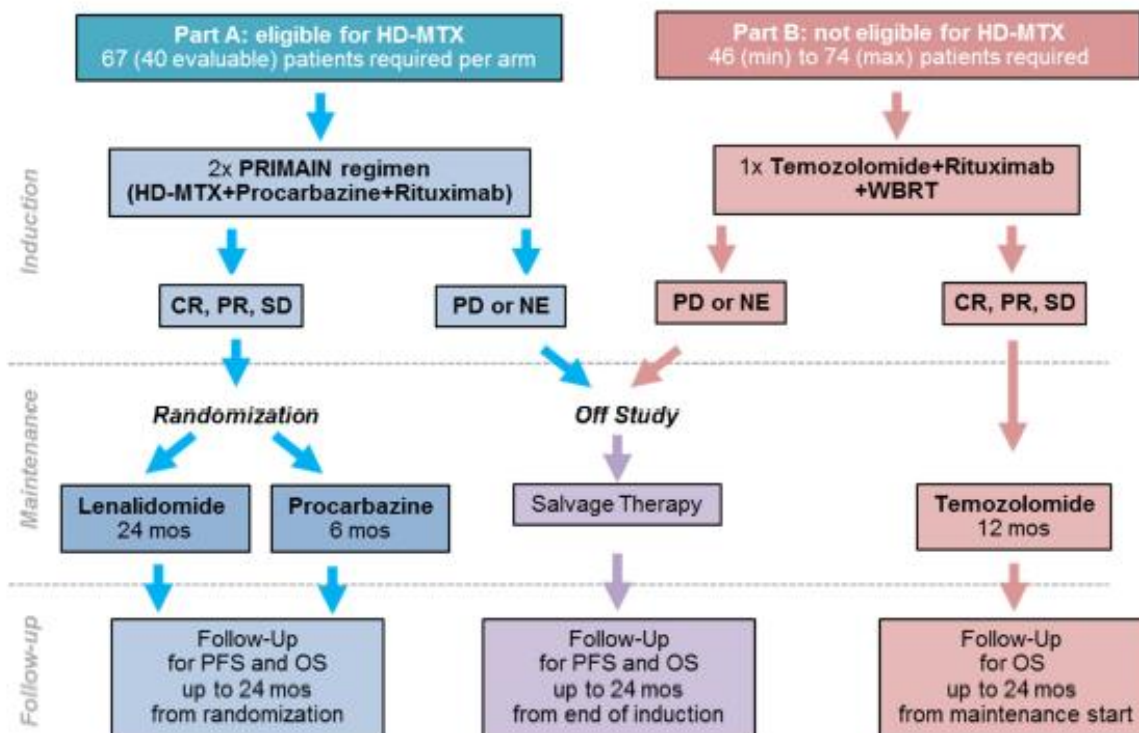 Part A: eligible for HD-MTX
67 (40 evaluable) patients required per arm
Part B: not eligible for HD-MTX
46 (min) to 74 (max) patients required
Induction
2x PRIMAIN regimen
(HD-MTX+Procarbazine+Rituximab)
1x Temozolomide+Rituximab
+WBRT
CR, PR, SD
PD or NE
PD or NE
CR, PR, SD
Maintenance
Randomization
Off Study
Lenalidomide
24 mos
Procarbazine
6 mos
Salvage Therapy
Temozolomide
12 mos
Follow-up
Follow-Up
for PFS and OS
up to 24 mos
from randomization
Follow-Up
for PFS and OS
up to 24 mos
from end of induction
Follow-Up
for OS
up to 24 mos
from maintenance start